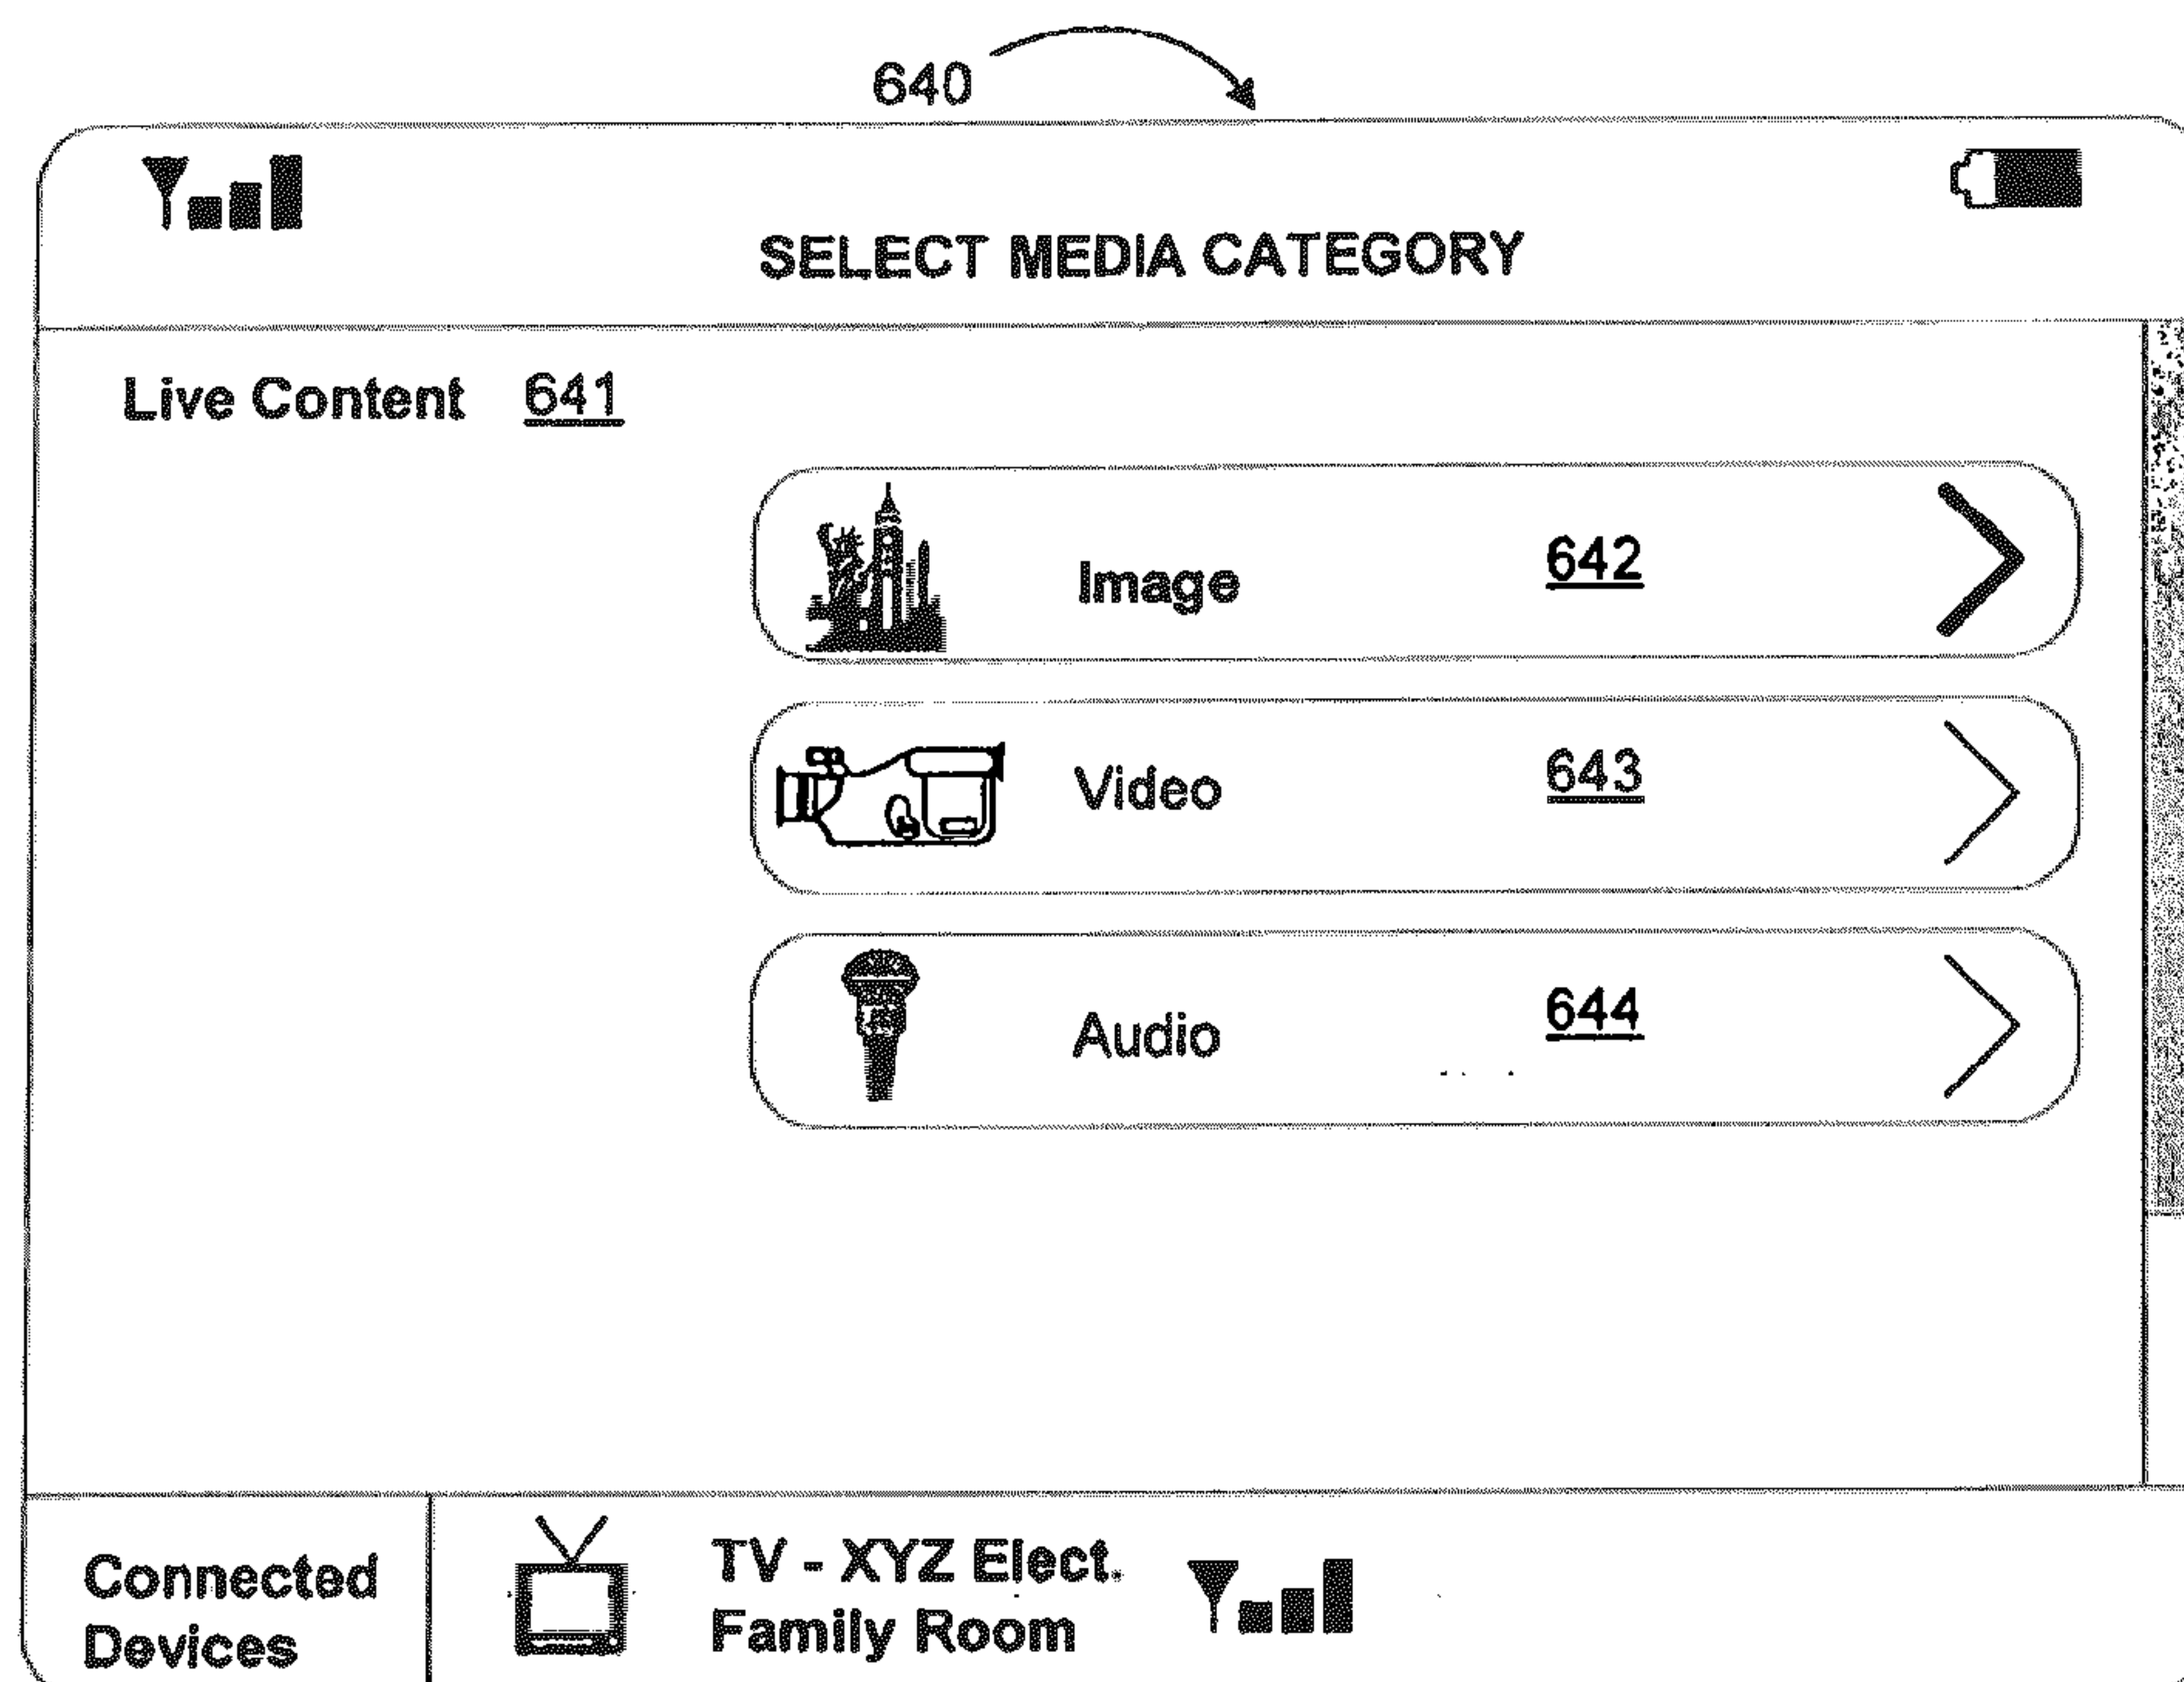 640
SELECT MEDIA CATEGORY
Live Content 641
Image 642
Video 643
Audio 644
Connected
Devices
TV - XYZ Elect.
Family Room